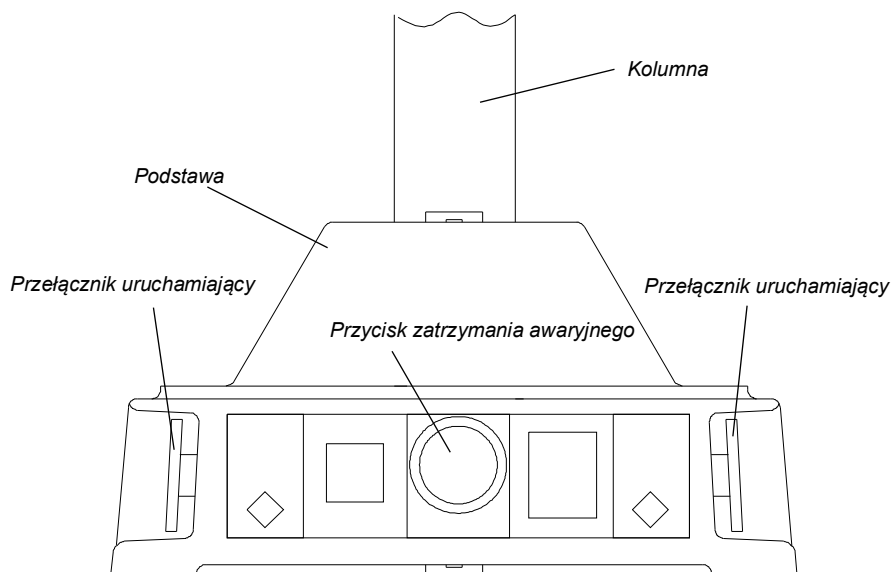 Kolumna
Podstawa
Przełącznik uruchamiający
Przełącznik uruchamiający
Przycisk zatrzymania awaryjnego